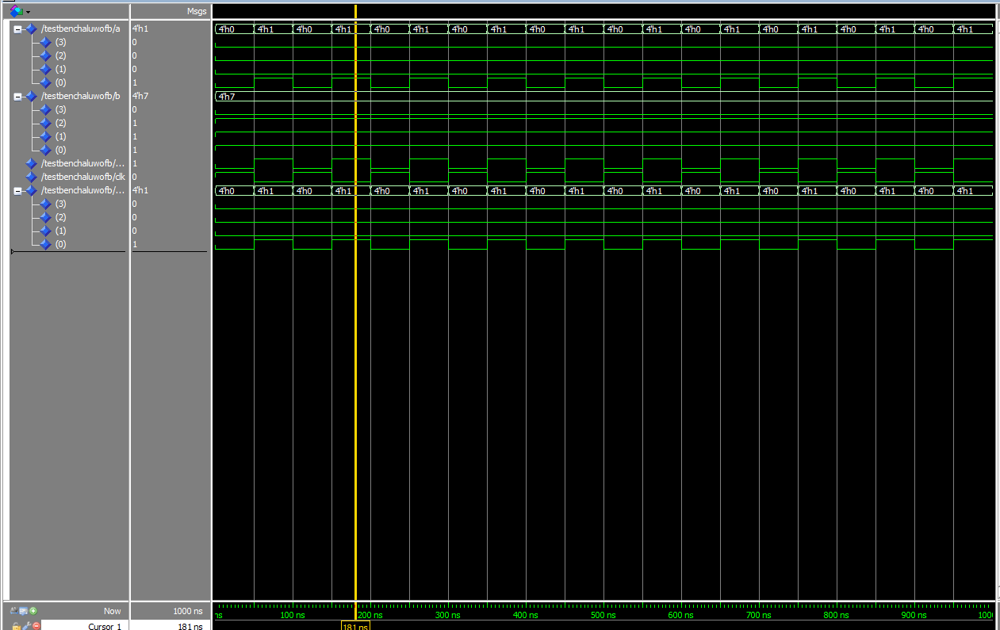 Msgs
/testbenchaluwofb/a 4'h1 4'h0 4'h1 4'h0 4'h1 4'h0 4'h1 4'h0 4'h1 4'h0 4'h1 4'h0 4'h1 4'h0 4'h1 4'h0 4'h1 4'h0 4'h1 4'h0 4'h1
(3) 0
(2) 0
(1) 0
(0) 1
/testbenchaluwofb/b 4'h7 4'h7
(3) 0
(2) 1
(1) 1
(0) 1
/testbenchaluwofb/... 1
/testbenchaluwofb/clk 0
/testbenchaluwofb/... 4'h1 4'h0 4'h1 4'h0 4'h1 4'h0 4'h1 4'h0 4'h1 4'h0 4'h1 4'h0 4'h1 4'h0 4'h1 4'h0 4'h1 4'h0 4'h1 4'h0 4'h1
(3) 0
(2) 0
(1) 0
(0) 1
Now 1000 ns ns 100 ns 200 ns 300 ns 400 ns 500 ns 600 ns 700 ns 800 ns 900 ns 100
Cursor 1 181 ns 181 ns